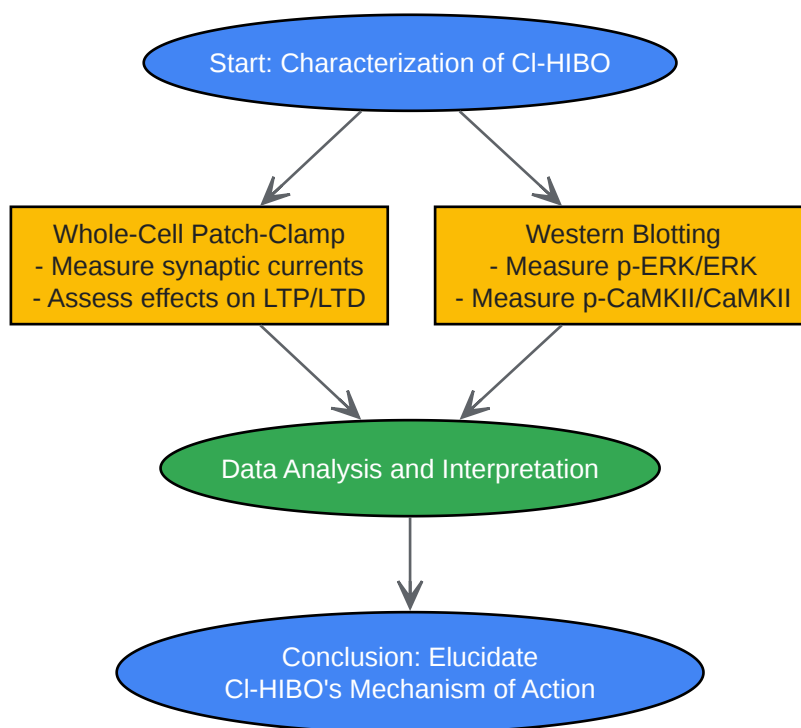 Start: Characterization of Cl-HIBO
Whole-Cell Patch-Clamp
- Measure synaptic currents
- Assess effects on LTP/LTD
Western Blotting
- Measure p-ERK/ERK
- Measure p-CaMKII/CaMKII
Data Analysis and Interpretation
Conclusion: Elucidate
Cl-HIBO's Mechanism of Action